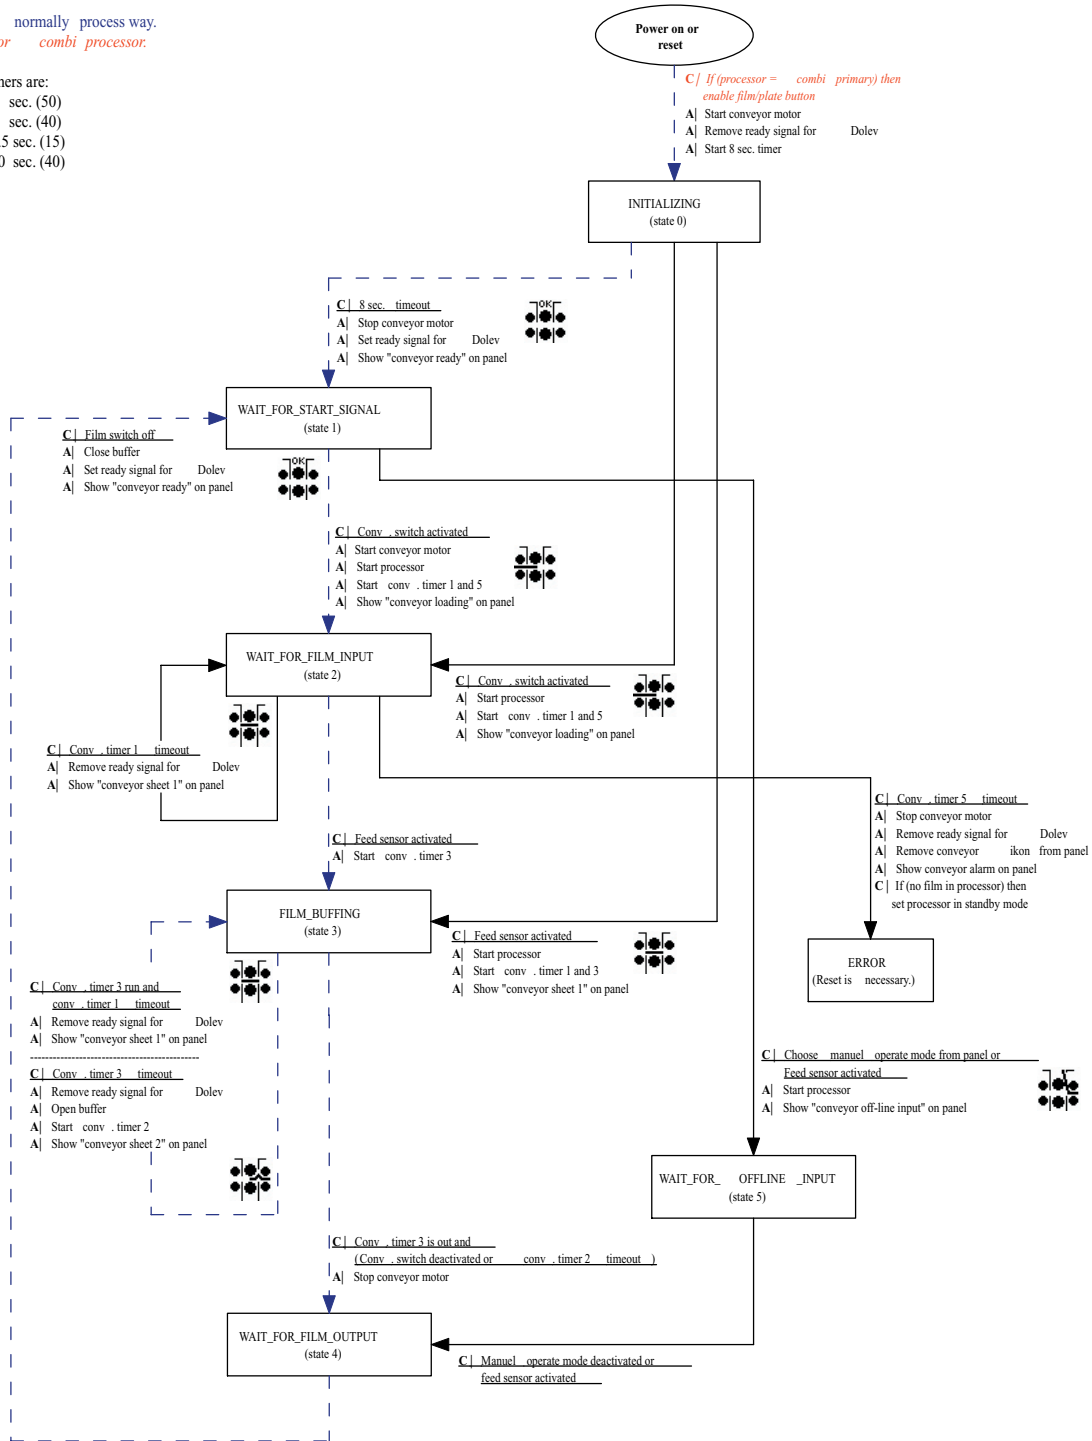 normally process way.
or combi processor.
ners are:
sec. (50)
sec. (40)
.5 sec. (15)
0 sec. (40)
Power on or
reset
C| If (processor = combi primary) then
enable film/plate button
A| Start conveyor motor
A| Remove ready signal for Dolev
A| Start 8 sec. timer
INITIALIZING
(state 0)
C| 8 sec. timeout
A| Stop conveyor motor
A| Set ready signal for Dolev
A| Show "conveyor ready" on panel
OK
WAIT_FOR_START_SIGNAL
(state 1)
C| Film switch off
A| Close buffer
A| Set ready signal for Dolev
A| Show "conveyor ready" on panel
OK
C| Conv . switch activated
A| Start conveyor motor
A| Start processor
A| Start conv . timer 1 and 5
A| Show "conveyor loading" on panel
WAIT_FOR_FILM_INPUT
(state 2)
C| Conv . switch activated
A| Start processor
A| Start conv . timer 1 and 5
A| Show "conveyor loading" on panel
C| Conv . timer 1 timeout
A| Remove ready signal for Dolev
A| Show "conveyor sheet 1" on panel
C| Conv . timer 5 timeout
A| Stop conveyor motor
A| Remove ready signal for Dolev
A| Remove conveyor ikon from panel
A| Show conveyor alarm on panel
C| If (no film in processor) then
set processor in standby mode
C| Feed sensor activated
A| Start conv . timer 3
FILM_BUFFING
(state 3)
C| Feed sensor activated
A| Start processor
A| Start conv . timer 1 and 3
A| Show "conveyor sheet 1" on panel
ERROR
(Reset is necessary.)
C| Conv . timer 3 run and
conv . timer 1 timeout
A| Remove ready signal for Dolev
A| Show "conveyor sheet 1" on panel
---------------------------------------------
C| Conv . timer 3 timeout
A| Remove ready signal for Dolev
A| Open buffer
A| Start conv . timer 2
A| Show "conveyor sheet 2" on panel
C| Choose manuel operate mode from panel or
Feed sensor activated
A| Start processor
A| Show "conveyor off-line input" on panel
WAIT_FOR_ OFFLINE _INPUT
(state 5)
C| Conv . timer 3 is out and
(Conv . switch deactivated or conv . timer 2 timeout )
A| Stop conveyor motor
WAIT_FOR_FILM_OUTPUT
(state 4)
C| Manuel operate mode deactivated or
feed sensor activated